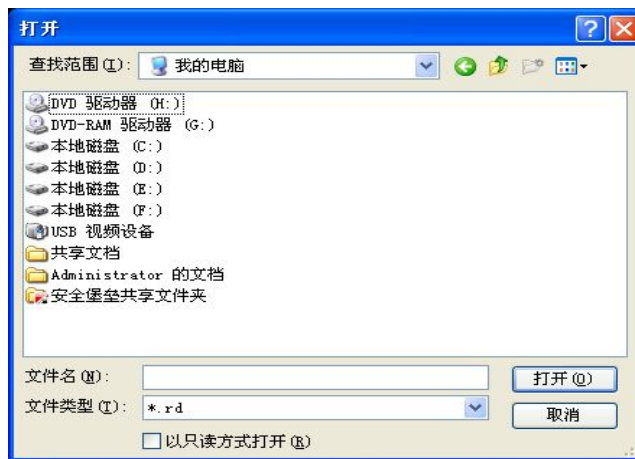 打开
查找范围(I): 我的电脑
DVD 驱动器 (H:)
DVD-RAM 驱动器 (G:)
本地磁盘 (C:)
本地磁盘 (D:)
本地磁盘 (E:)
本地磁盘 (F:)
USB 视频设备
共享文档
Administrator 的文档
安全堡垒共享文件夹
文件名(N): 打开(O)
文件类型(T): *.rd 取消
以只读方式打开(R)